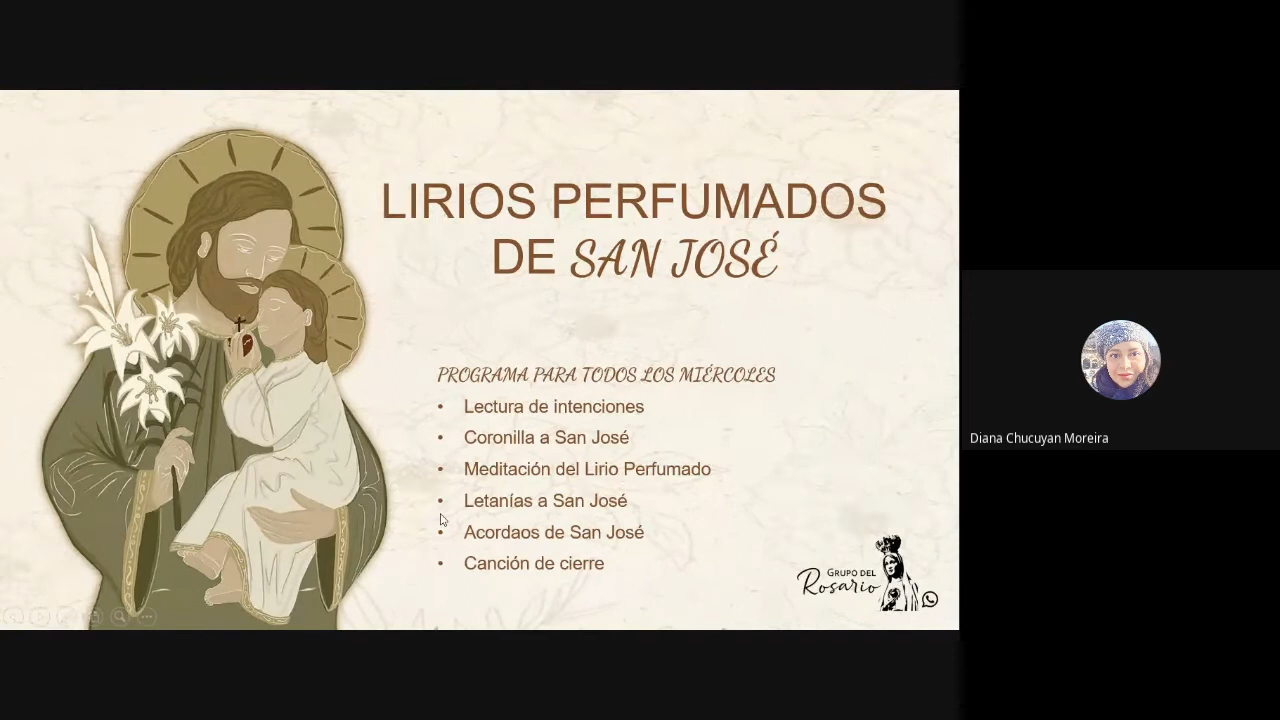 LIRIOS PERFUMADOS
DE SAN JOSÉ
PROGRAMA PARA TODOS LOS MIÉRCOLES
• Lectura de intenciones
• Coronilla a San José
• Meditación del Lirio Perfumado
• Letanías a San José
• Acordaos de San José
• Canción de cierre
GRUPO DEL
Rosario
Diana Chucuyan Moreira